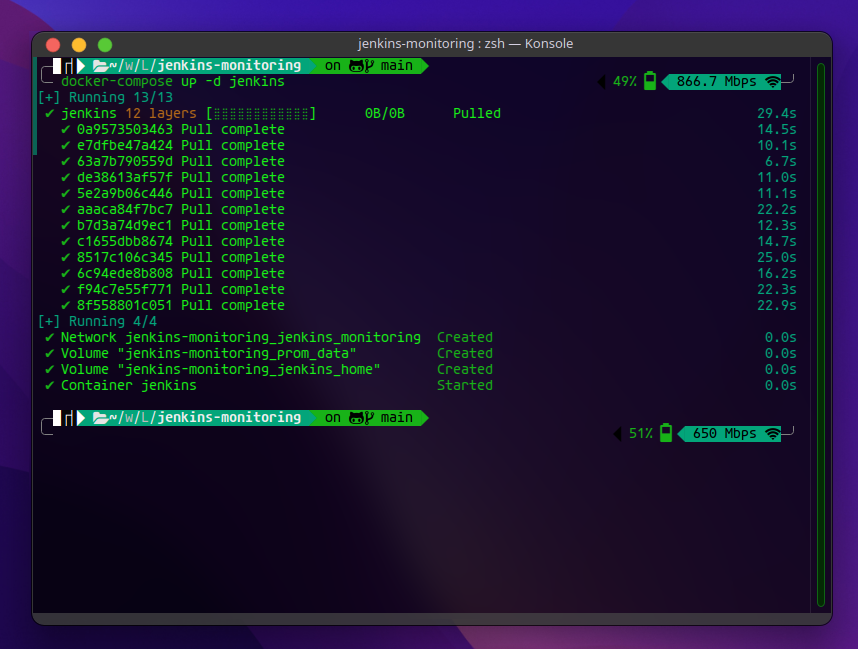 jenkins-monitoring : zsh — Konsole
~/W/L/jenkins-monitoring on main
docker-compose up -d jenkins 49% 866.7 Mbps
[+] Running 13/13
✔ jenkins 12 layers [⣿⣿⣿⣿⣿⣿⣿⣿⣿⣿⣿⣿] 0B/0B Pulled 29.4s
✔ 0a9573503463 Pull complete 14.5s
✔ e7dfbe47a424 Pull complete 10.1s
✔ 63a7b790559d Pull complete 6.7s
✔ de38613af57f Pull complete 11.0s
✔ 5e2a9b06c446 Pull complete 11.1s
✔ aaaca84f7bc7 Pull complete 22.2s
✔ b7d3a74d9ec1 Pull complete 12.3s
✔ c1655dbb8674 Pull complete 14.7s
✔ 8517c106c345 Pull complete 25.0s
✔ 6c94ede8b808 Pull complete 16.2s
✔ f94c7e55f771 Pull complete 22.3s
✔ 8f558801c051 Pull complete 22.9s
[+] Running 4/4
✔ Network jenkins-monitoring_jenkins_monitoring Created 0.0s
✔ Volume "jenkins-monitoring_prom_data" Created 0.0s
✔ Volume "jenkins-monitoring_jenkins_home" Created 0.0s
✔ Container jenkins Started 0.0s
~/W/L/jenkins-monitoring on main
51% 650 Mbps